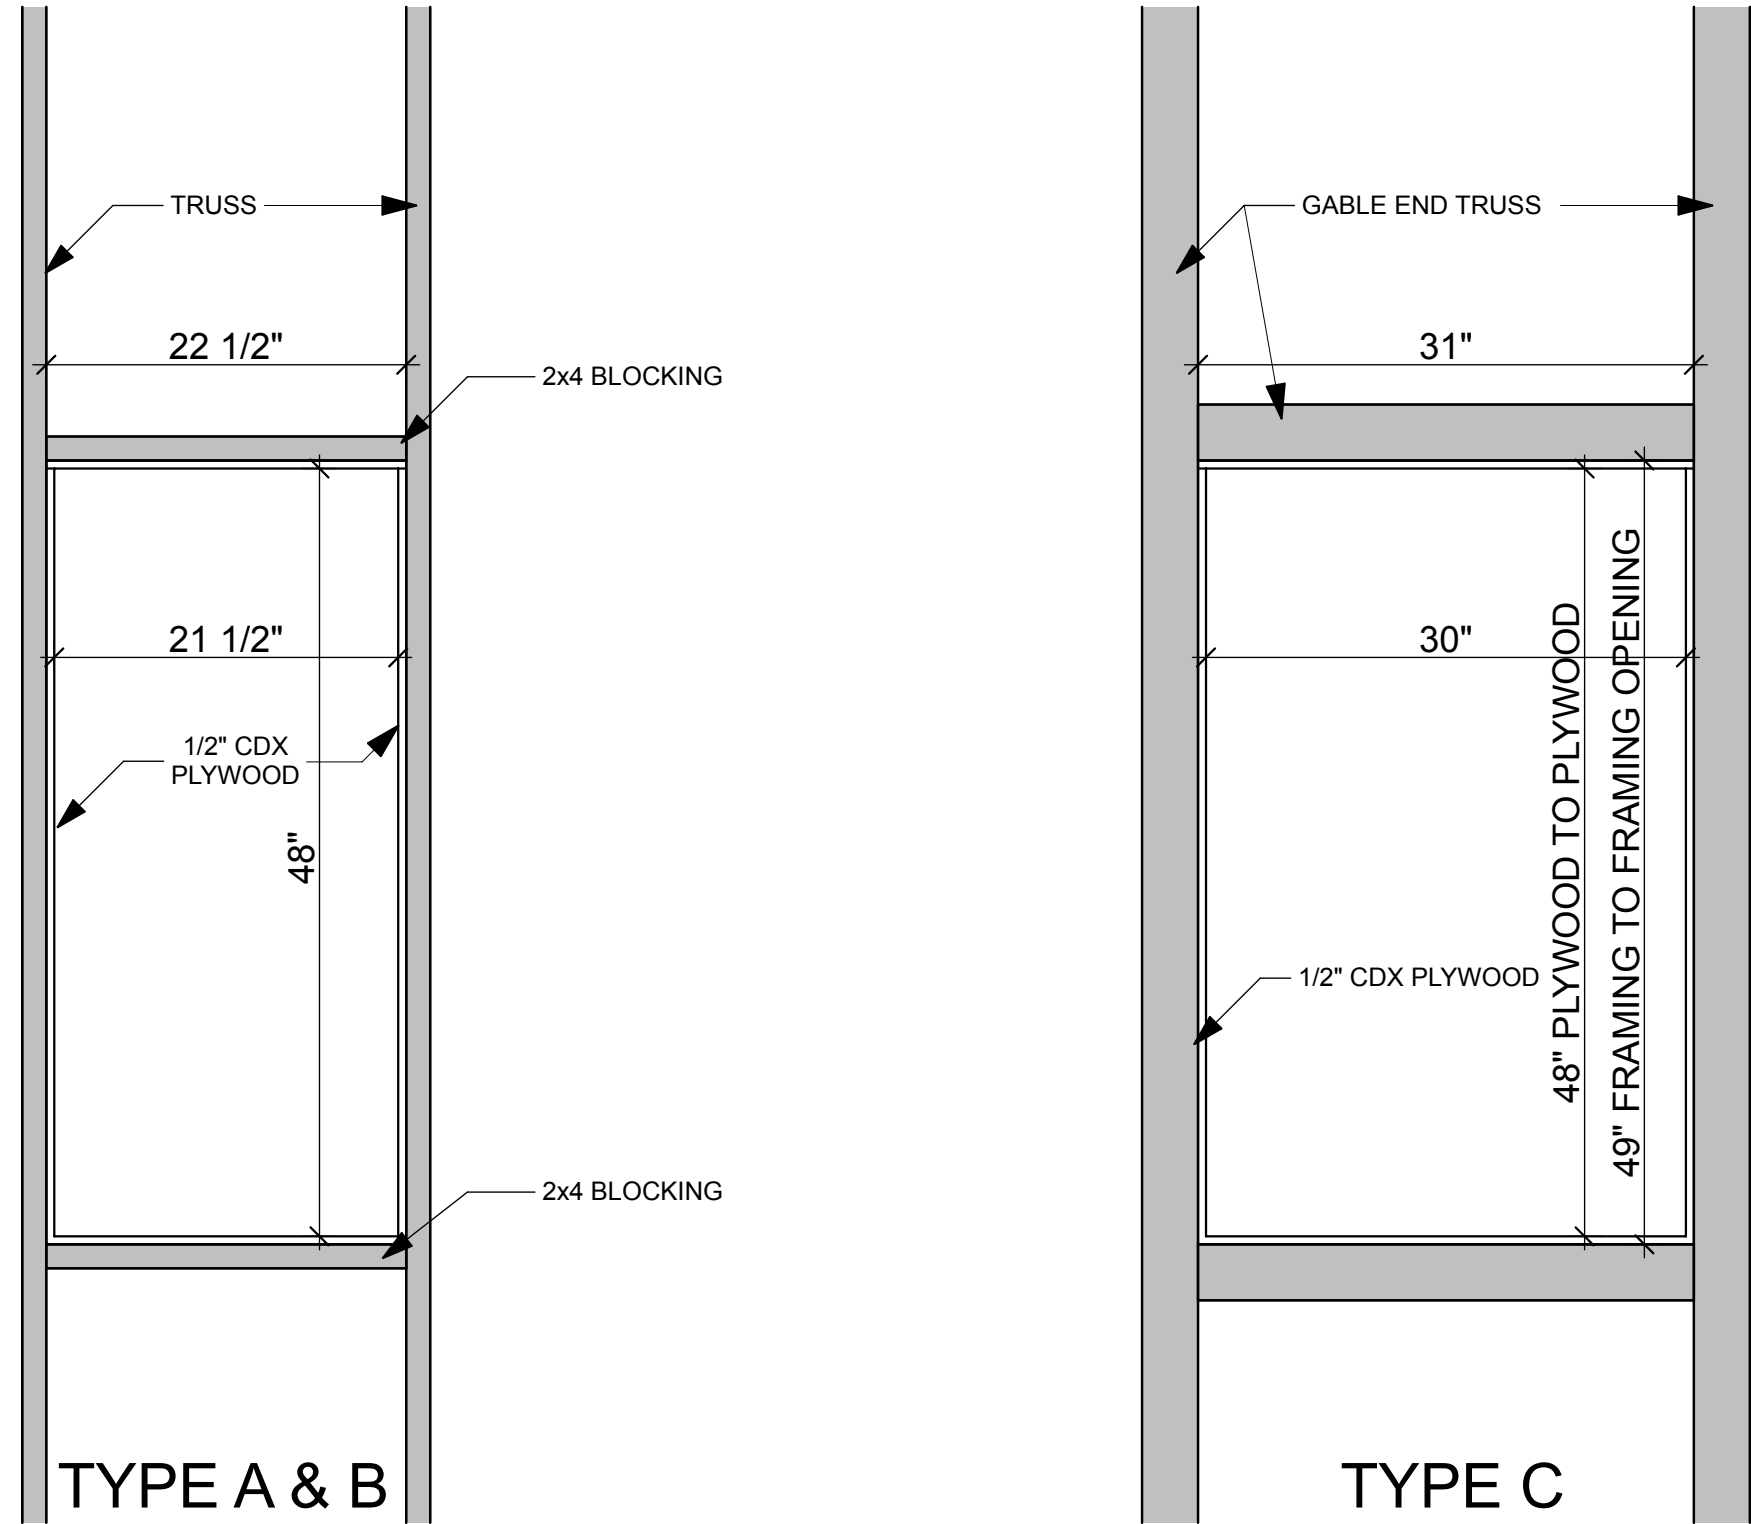 TRUSS
22 1/2"
2x4 BLOCKING
21 1/2"
1/2" CDX
PLYWOOD
48"
2x4 BLOCKING
TYPE A & B
GABLE END TRUSS
31"
30"
48" PLYWOOD TO PLYWOOD
49" FRAMING TO FRAMING OPENING
1/2" CDX PLYWOOD
TYPE C